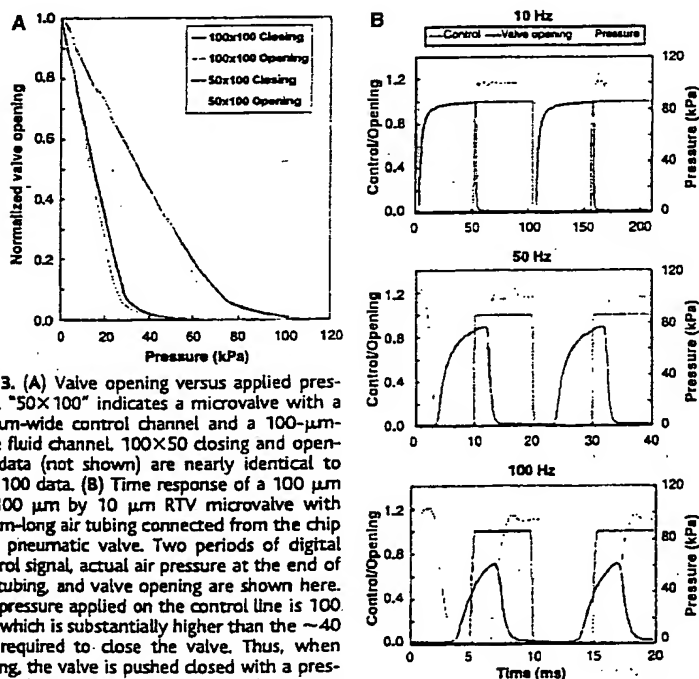 A
1.0
0.8
0.6
0.4
0.2
0.0
Normalized valve opening
100x100 Closing
100x100 Opening
50x100 Closing
50x100 Opening
0 20 40 60 80 100 120
Pressure (kPa)
3. (A) Valve opening versus applied pres-
"50×100" indicates a microvalve with a
μm-wide control channel and a 100-μm-
fluid channel. 100×50 closing and open-
data (not shown) are nearly identical to
100 data. (B) Time response of a 100 μm
100 μm by 10 μm RTV microvalve with
m-long air tubing connected from the chip
pneumatic valve. Two periods of digital
rol signal, actual air pressure at the end of
tubing, and valve opening are shown here.
pressure applied on the control line is 100
which is substantially higher than the ~40
required to close the valve. Thus, when
ng, the valve is pushed closed with a pres-
B
10 Hz
Control Valve opening Pressure
1.2
0.8
0.4
0.0
Control/Opening
120
80
40
0
Pressure (kPa)
0 50 100 150 200
50 Hz
1.2
0.8
0.4
0.0
Control/Opening
120
80
40
0
Pressure (kPa)
0 10 20 30 40
100 Hz
1.2
0.8
0.4
0.0
Control/Opening
120
80
40
0
Pressure (kPa)
0 5 10 15 20
Time (ms)